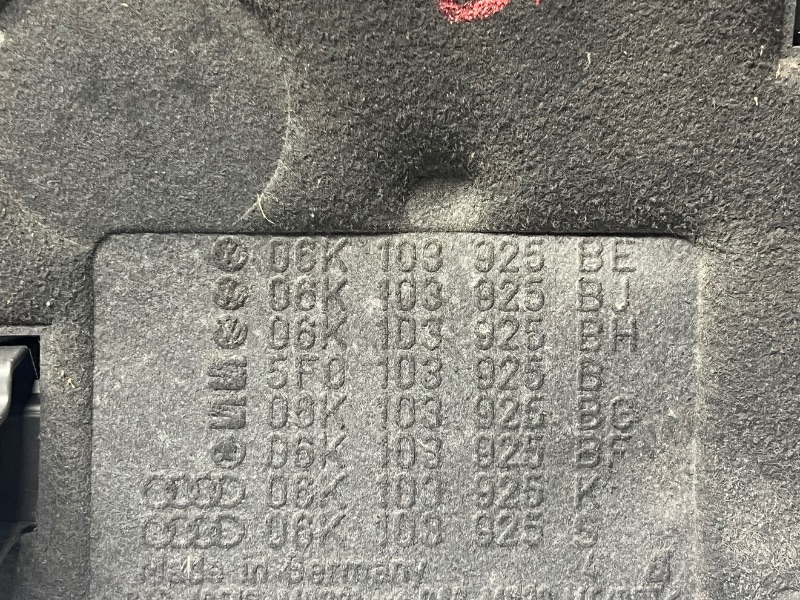 06K 103 925 BE
06K 103 925 BJ
06K 103 925 BH
5F0 103 925 B
06K 103 925 BG
06K 103 925 BF
06K 103 925 K
06K 103 925 S
Made in Germany - 4